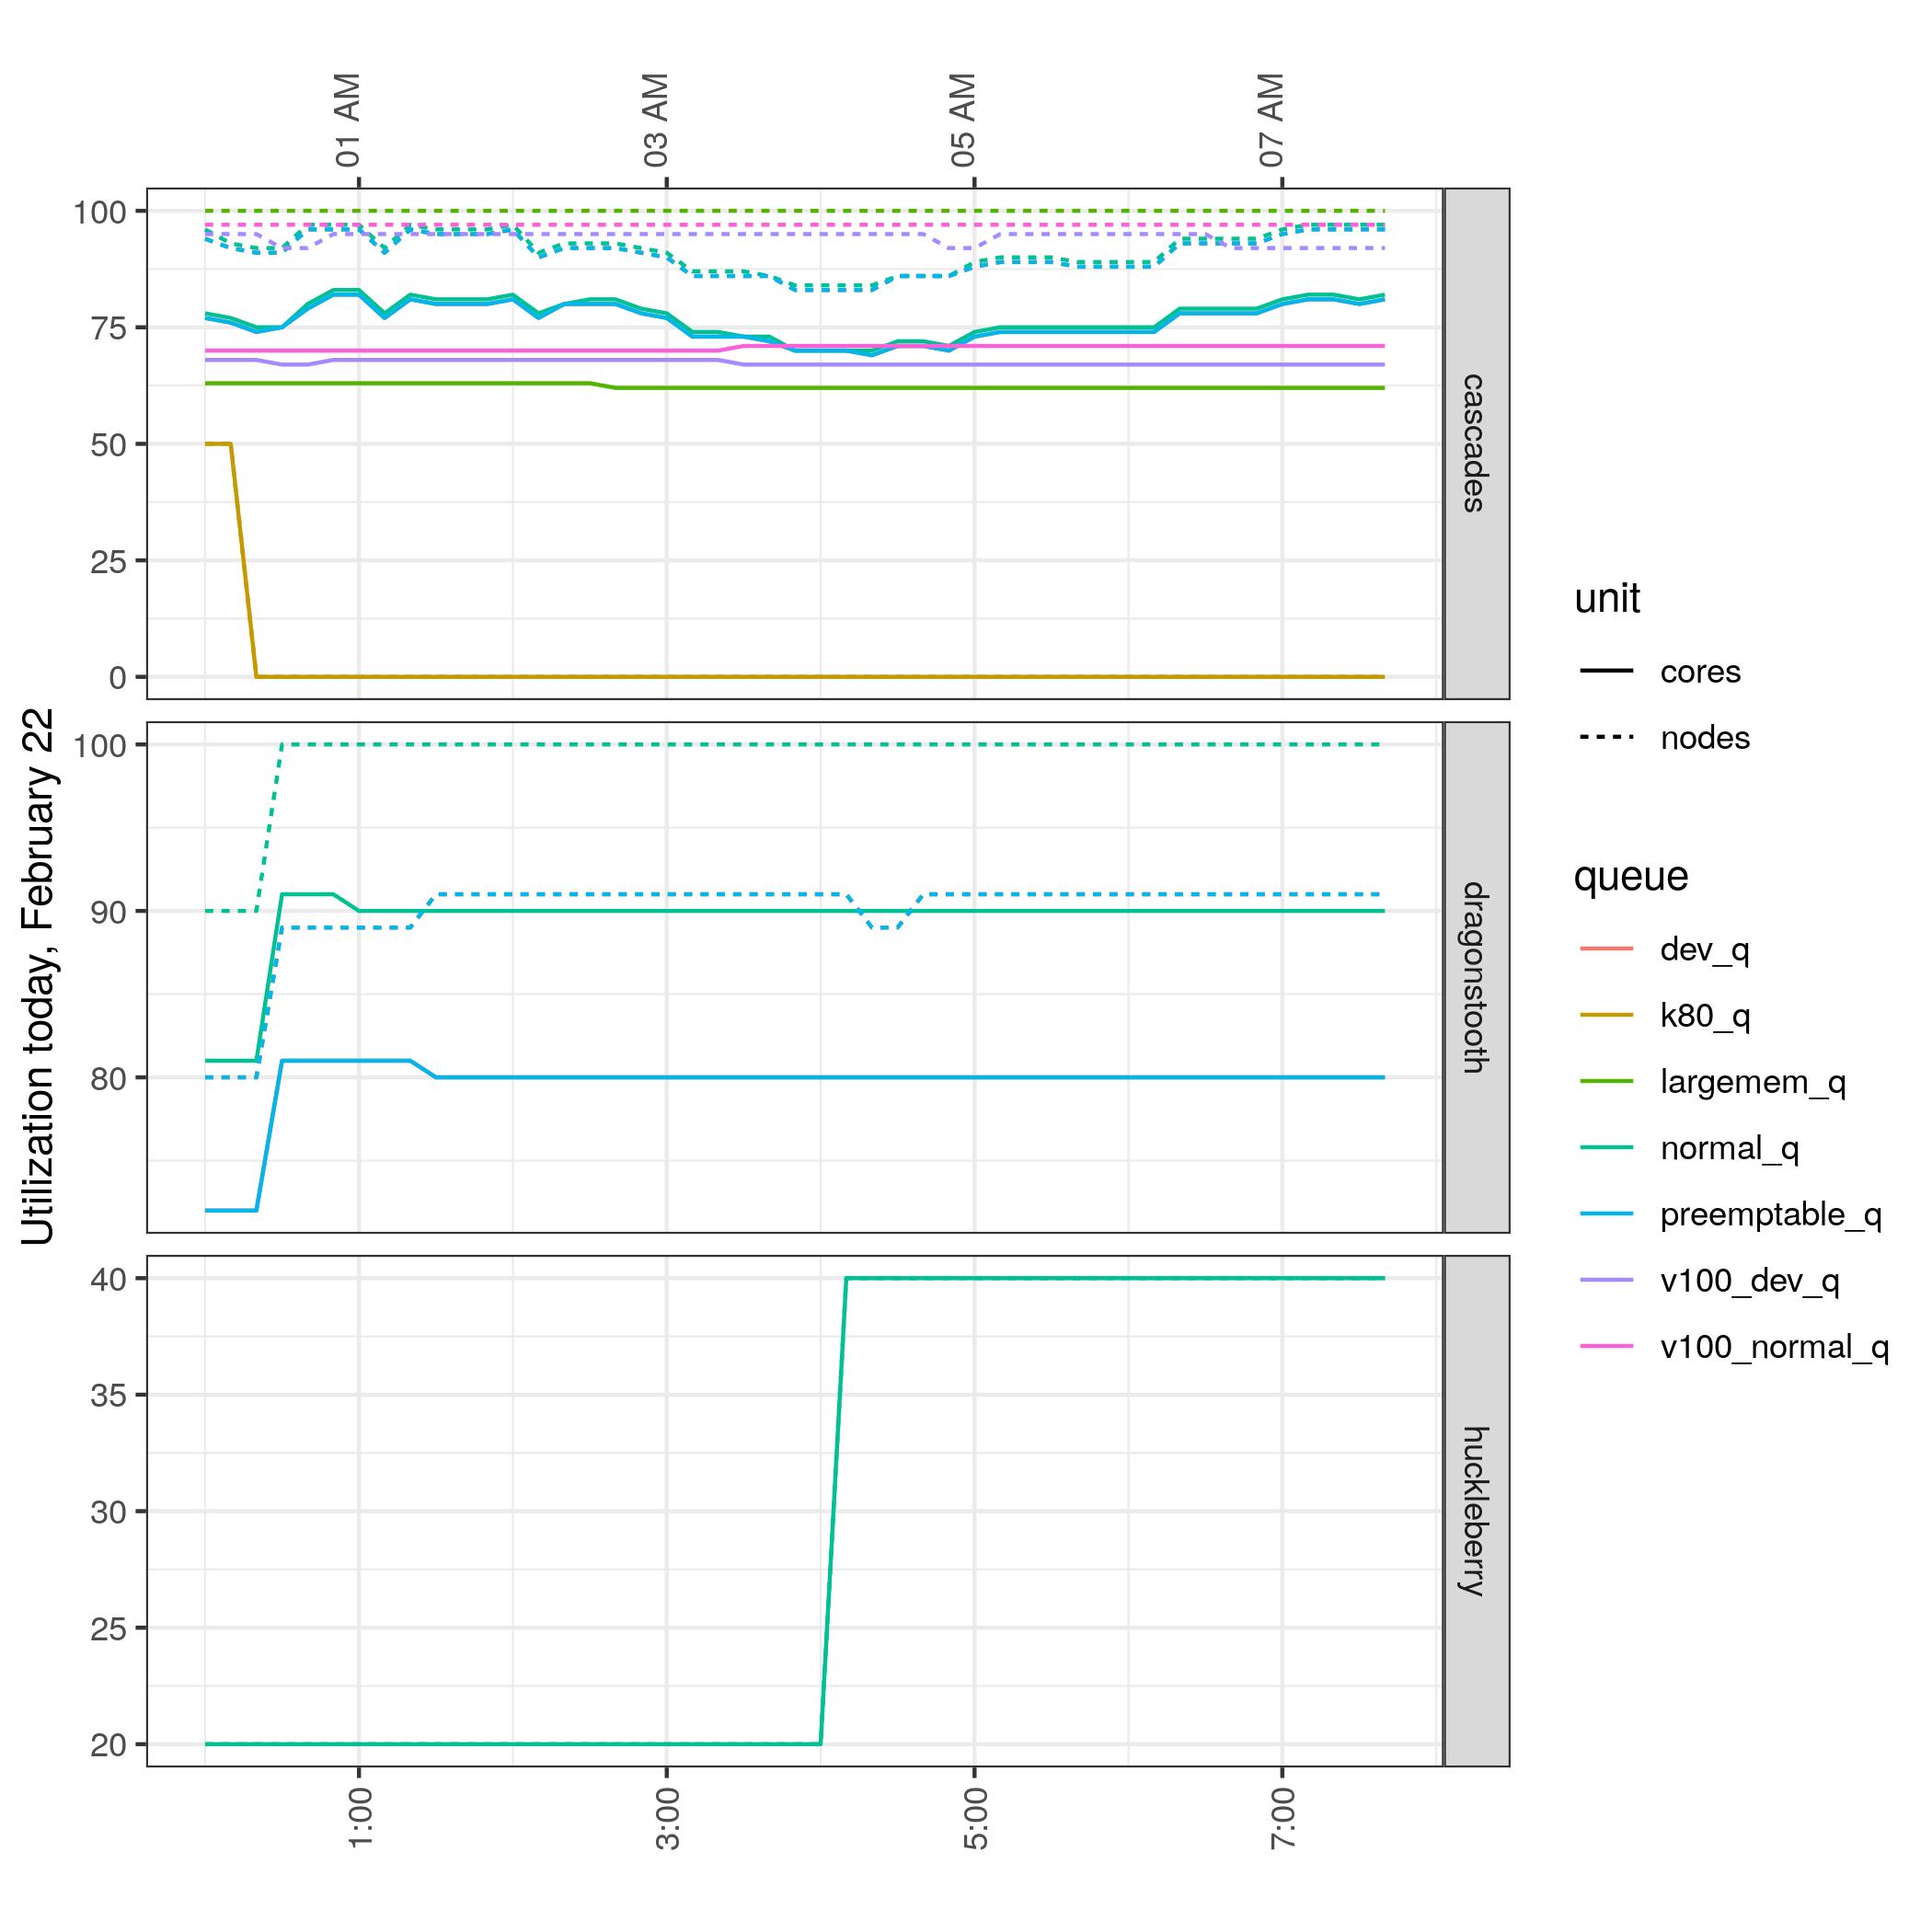 01 AM
03 AM
05 AM
07 AM
100
75
50
25
0
cascades
Utilization today, February 22
100
90
80
dragonstooth
40
35
30
25
20
huckleberry
1:00
3:00
5:00
7:00
unit
cores
nodes
queue
dev_q
k80_q
largemem_q
normal_q
preemptable_q
v100_dev_q
v100_normal_q